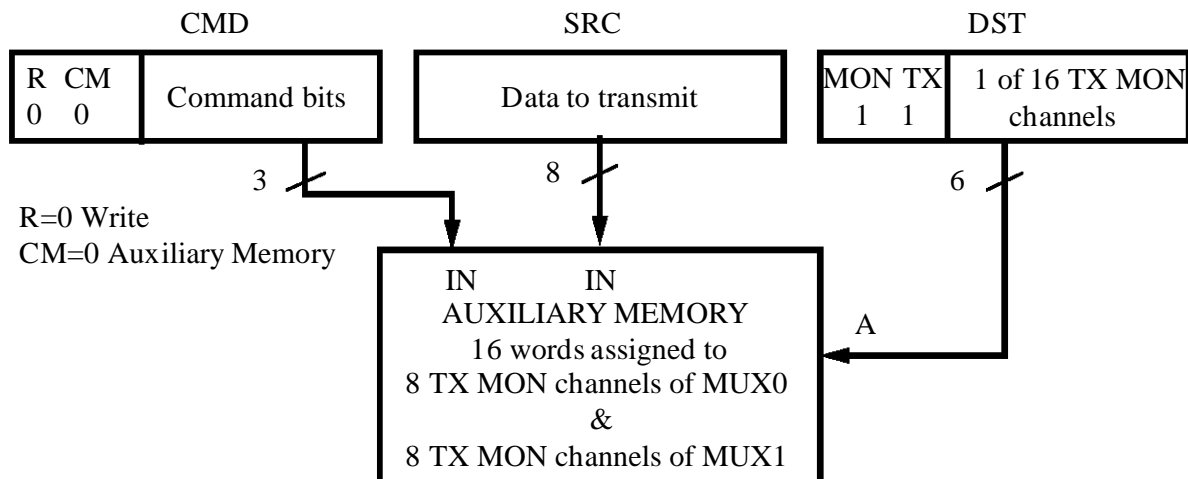 CMD
SRC
DST
R CM
0 0
Command bits
Data to transmit
MON TX
1 1
1 of 16 TX MON
channels
3
8
6
R=0 Write
CM=0 Auxiliary Memory
IN IN
AUXILIARY MEMORY
16 words assigned to
8 TX MON channels of MUX0
&
8 TX MON channels of MUX1
A